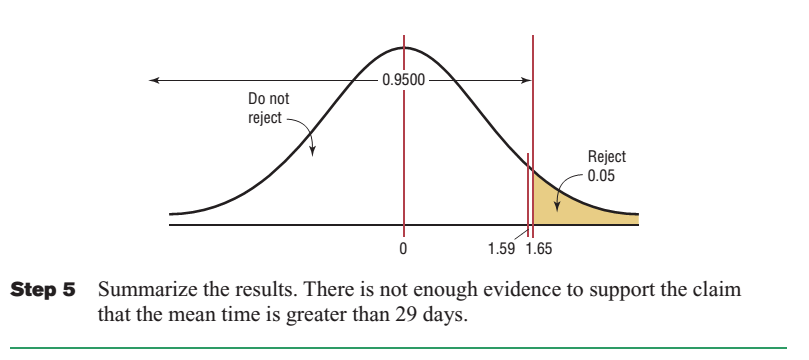 0.9500
Do not
reject
Reject
0.05
0
1.59 1.65
Step 5 Summarize the results. There is not enough evidence to support the claim
that the mean time is greater than 29 days.